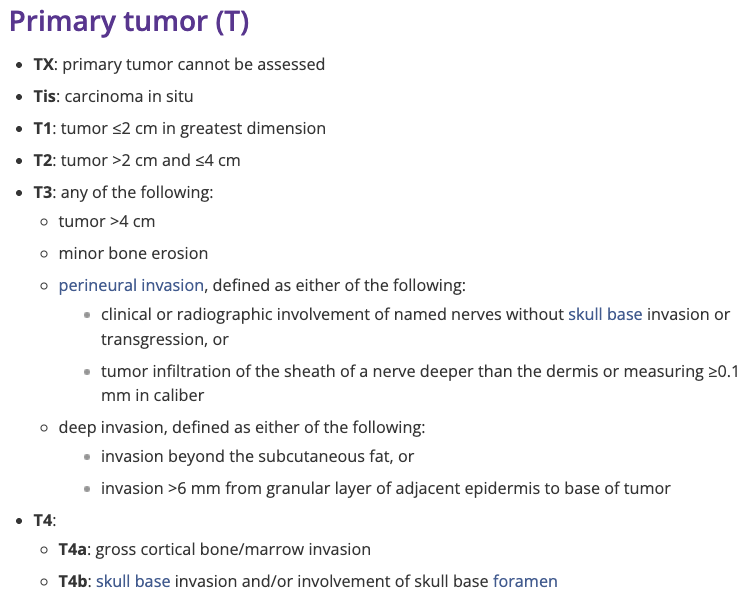 Primary tumor (T)
TX: primary tumor cannot be assessed
Tis: carcinoma in situ
T1: tumor ≤2 cm in greatest dimension
T2: tumor >2 cm and ≤4 cm
T3: any of the following:
tumor >4 cm
minor bone erosion
perineural invasion, defined as either of the following:
clinical or radiographic involvement of named nerves without skull base invasion or
transgression, or
tumor infiltration of the sheath of a nerve deeper than the dermis or measuring ≥0.1
mm in caliber
deep invasion, defined as either of the following:
invasion beyond the subcutaneous fat, or
invasion >6 mm from granular layer of adjacent epidermis to base of tumor
T4:
T4a: gross cortical bone/marrow invasion
T4b: skull base invasion and/or involvement of skull base foramen